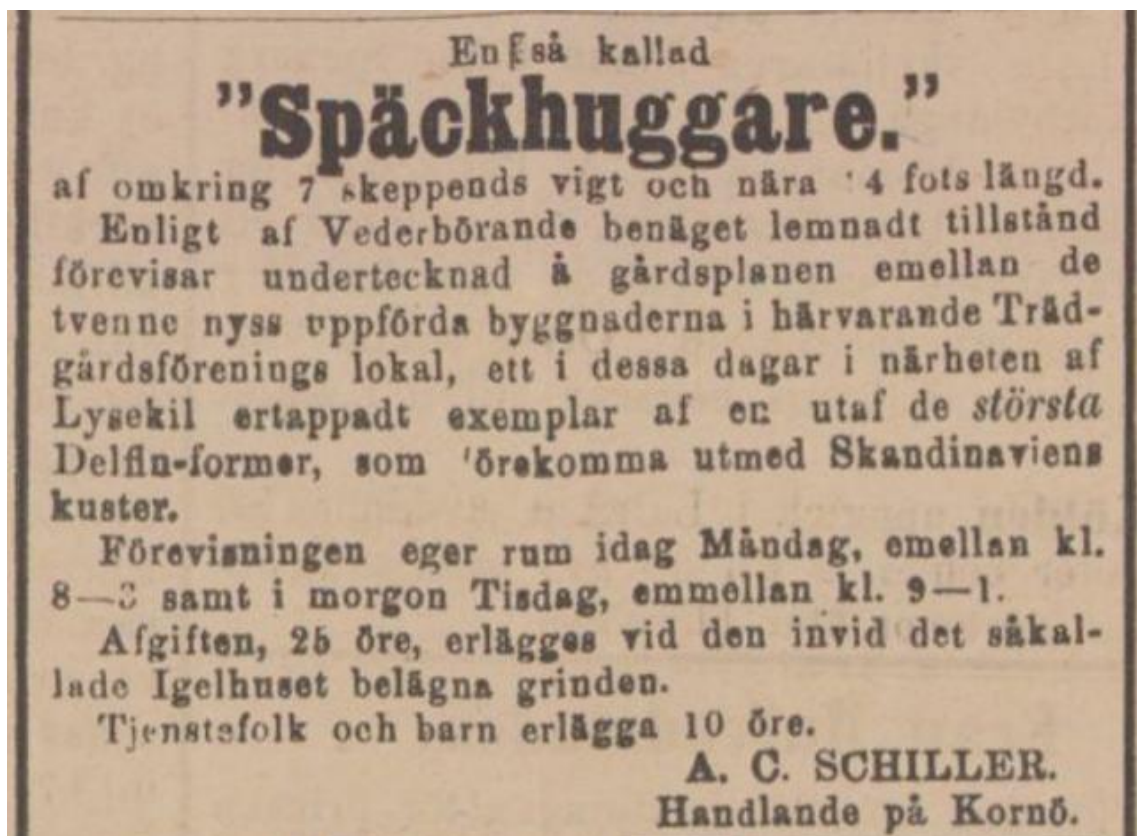 En så kallad
"Späckhuggare."
af omkring 7 skeppends vigt och nära 4 fots längd.
Enligt af Vederbörande benäget lemnadt tillstånd
förevisar undertecknad å gårdsplanen emellan de
tvenne nyss uppförda byggnaderna i härvarande Träd-
gårdsförenings lokal, ett i dessa dagar i närheten af
Lysekil ertappadt exemplar af en utaf de största
Delfin-former, som 'örekomma utmed Skandinaviens
kuster.
Förevisningen eger rum idag Måndag, emellan kl.
8— samt i morgon Tisdag, emmellan kl. 9—1.
Afgiften, 25 öre, erlägges vid den invid det såkal-
lade Igelhuset belägna grinden.
Tjenstefolk och barn erlägga 10 öre.
A. C. SCHILLER.
Handlande på Kornö.